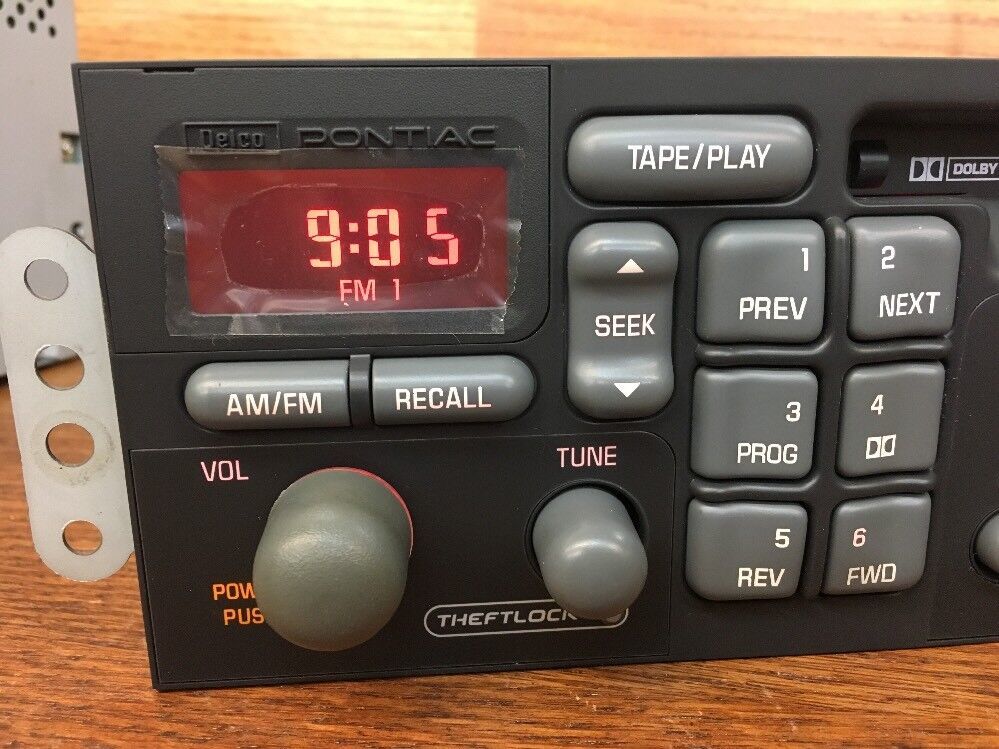 Delco PONTIAC
9:05
FM 1
AM/FM
RECALL
VOL
TUNE
THEFTLOCK
TAPE/PLAY
DOLBY
SEEK
1
PREV
2
NEXT
3
PROG
4
5
REV
6
FWD